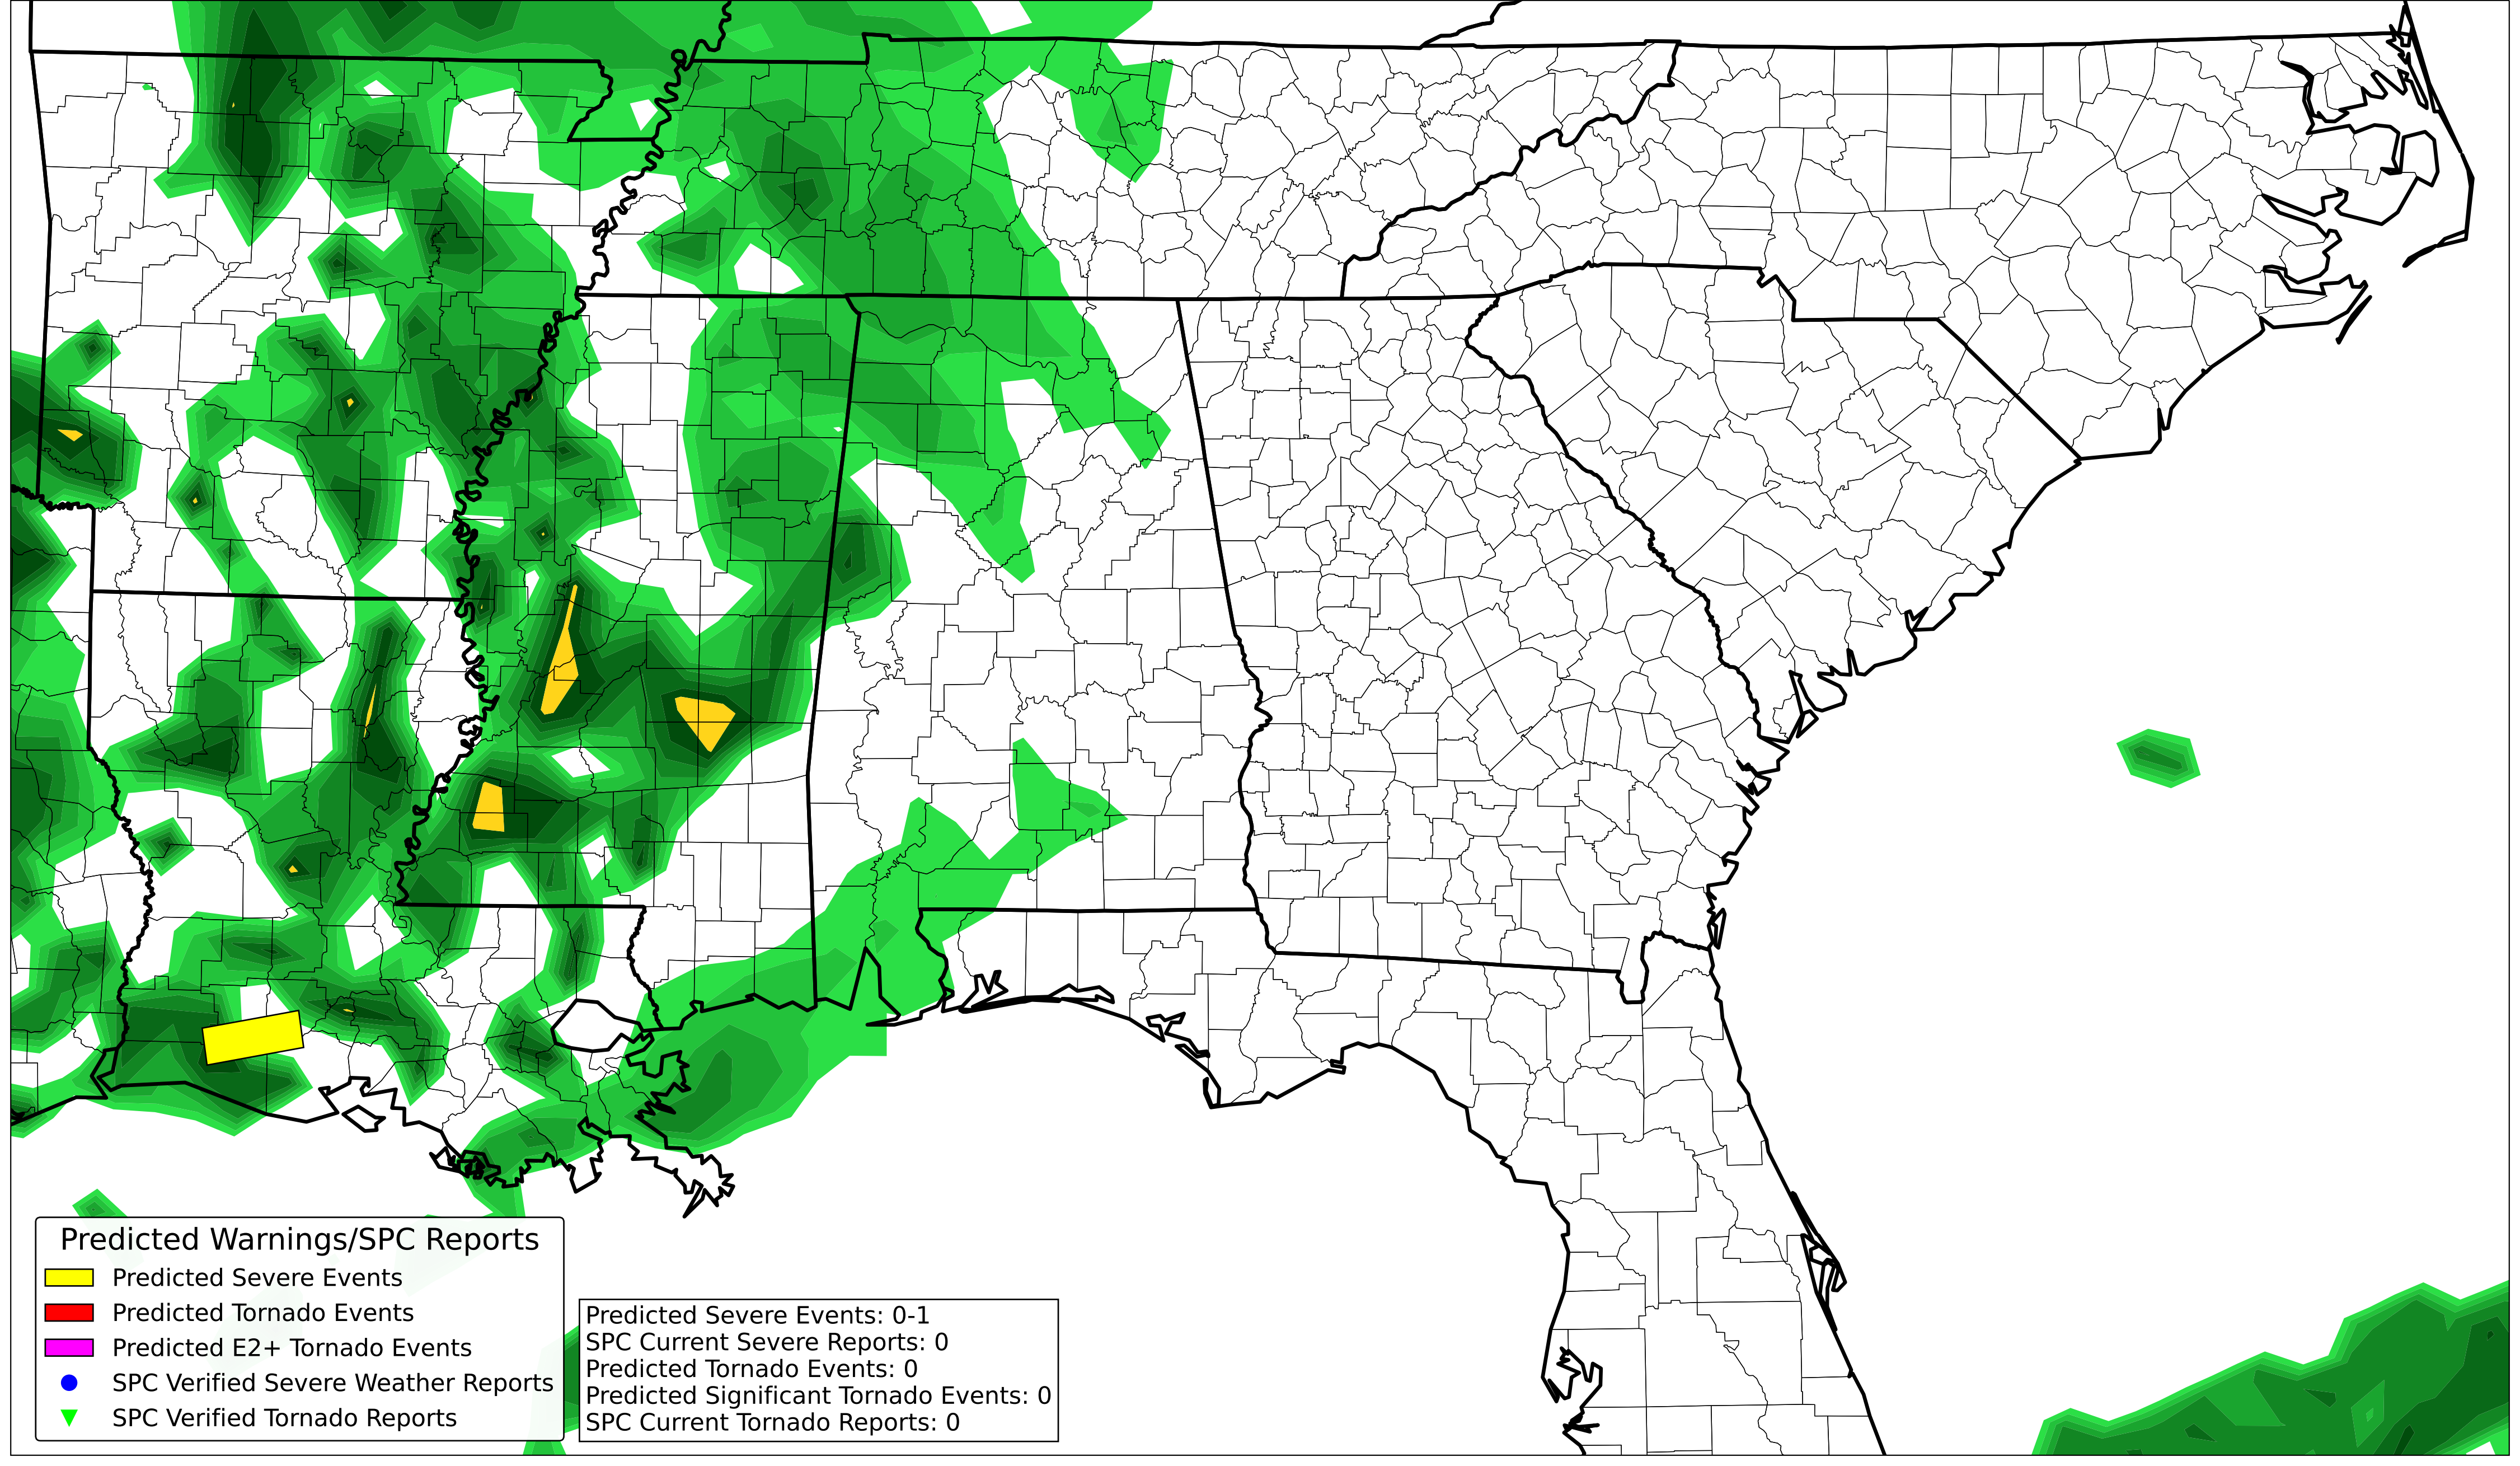 Predicted Warnings/SPC Reports
Predicted Severe Events
Predicted Tornado Events
Predicted E2+ Tornado Events
SPC Verified Severe Weather Reports
SPC Verified Tornado Reports
Predicted Severe Events: 0-1
SPC Current Severe Reports: 0
Predicted Tornado Events: 0
Predicted Significant Tornado Events: 0
SPC Current Tornado Reports: 0